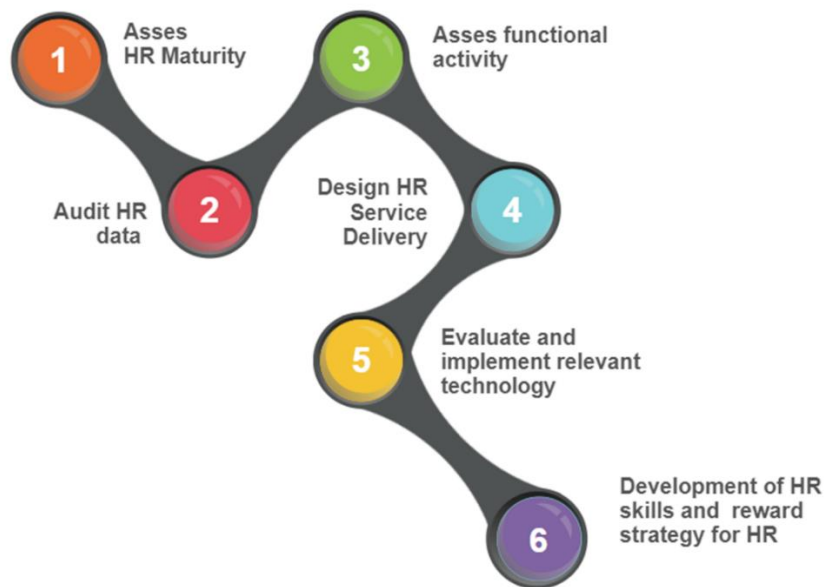 1
Asses
HR Maturity
2
Audit HR
data
3
Asses functional
activity
4
Design HR
Service
Delivery
5
Evaluate and
implement relevant
technology
6
Development of HR
skills and  reward
strategy for HR